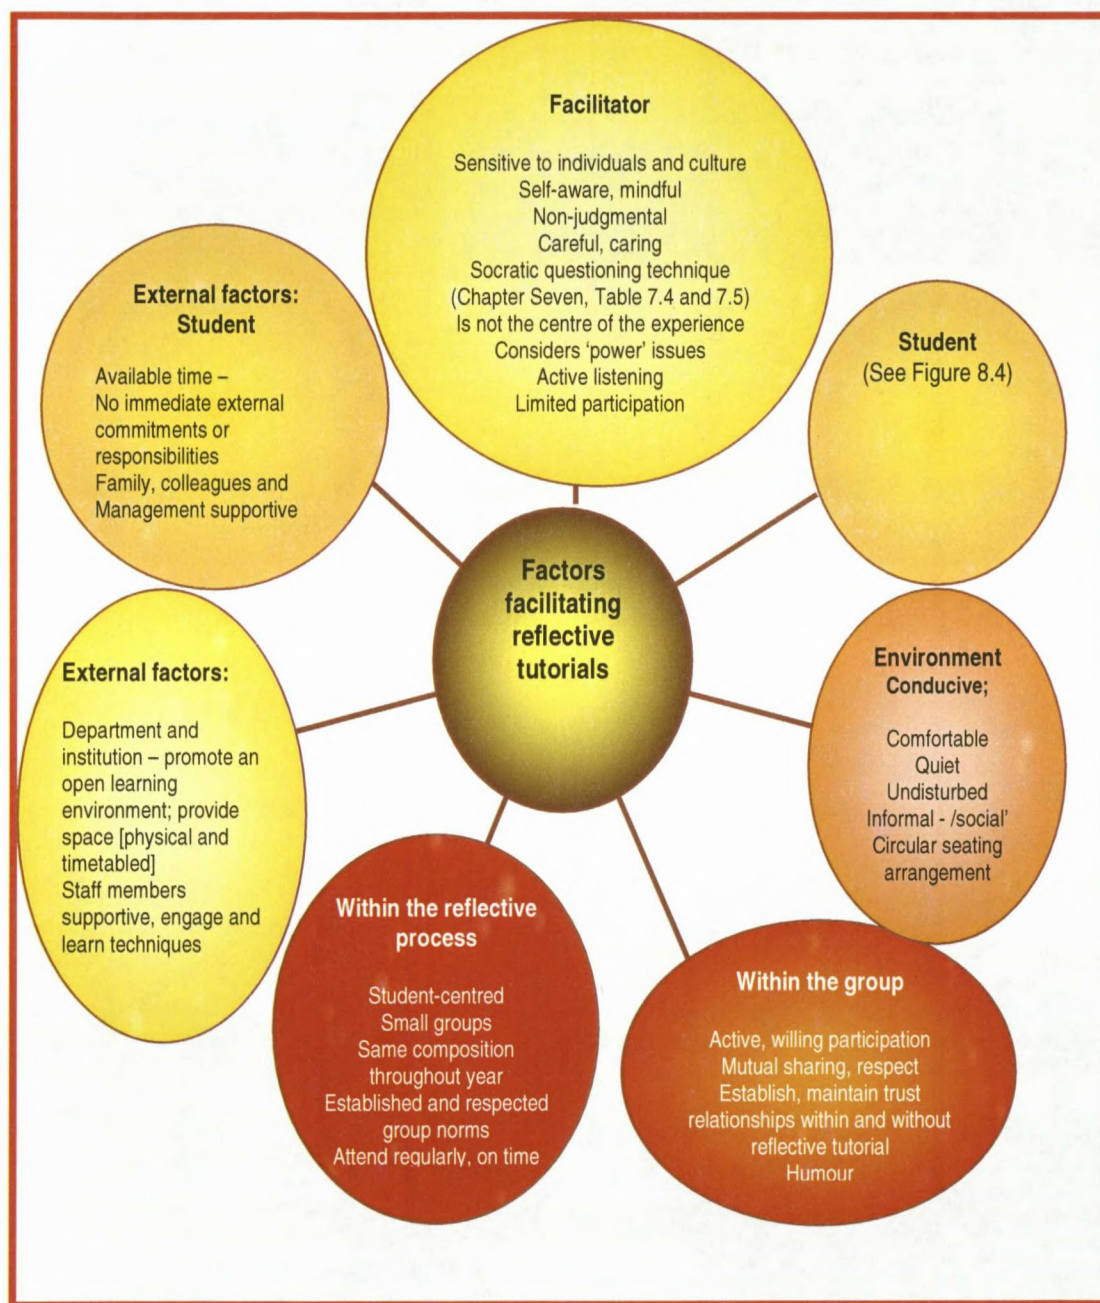 Facilitator
Sensitive to individuals and culture
Self-aware, mindful
Non-judgmental
Careful, caring
Socratic questioning technique
(Chapter Seven, Table 7.4 and 7.5)
Is not the centre of the experience
Considers ‘power’ issues
Active listening
Limited participation
External factors:
Student
Available time –
No immediate external
commitments or
responsibilities
Family, colleagues and
Management supportive
Student
(See Figure 8.4)
Factors
facilitating
reflective
tutorials
External factors:
Department and
institution – promote an
open learning
environment; provide
space [physical and
timetabled]
Staff members
supportive, engage and
learn techniques
Environment
Conducive;
Comfortable
Quiet
Undisturbed
Informal - /social’
Circular seating
arrangement
Within the reflective
process
Student-centred
Small groups
Same composition
throughout year
Established and respected
group norms
Attend regularly, on time
Within the group
Active, willing participation
Mutual sharing, respect
Establish, maintain trust
relationships within and without
reflective tutorial
Humour